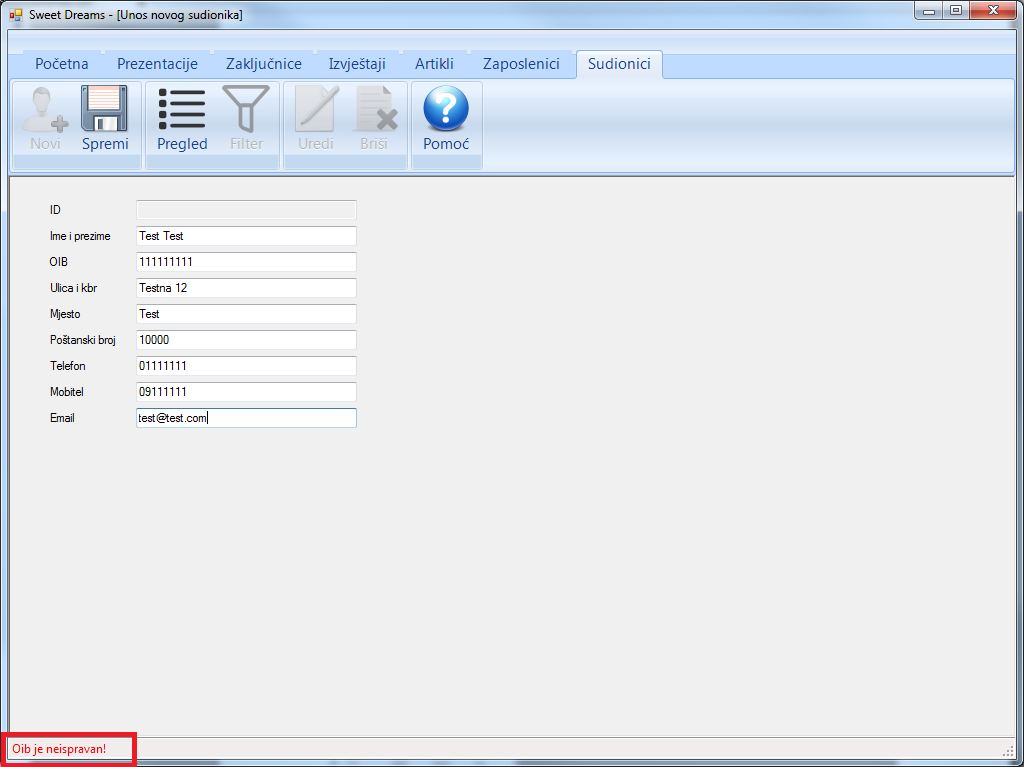 Sweet Dreams - [Unos novog sudionika]
Početna Prezentacije Zaključnice Izvještaji Artikli Zaposlenici Sudionici
Novi Spremi Pregled Filter Uredi Briši Pomoć
ID
Ime i prezime Test Test
OIB 111111111
Ulica i kbr Testna 12
Mjesto Test
Poštanski broj 10000
Telefon 01111111
Mobitel 09111111
Email test@test.com
Oib je neispravan!